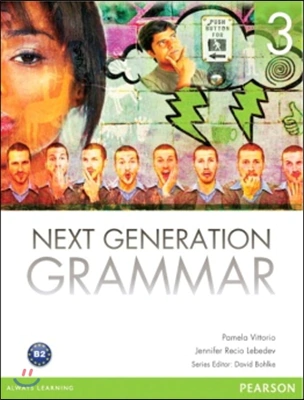 PUSH
BUTTON
FOR
3
NEXT GENERATION
GRAMMAR
Pamela Vittorio
Jennifer Recio Lebedev
Series Editor: David Bohlke
B2
ALWAYS LEARNING
PEARSON